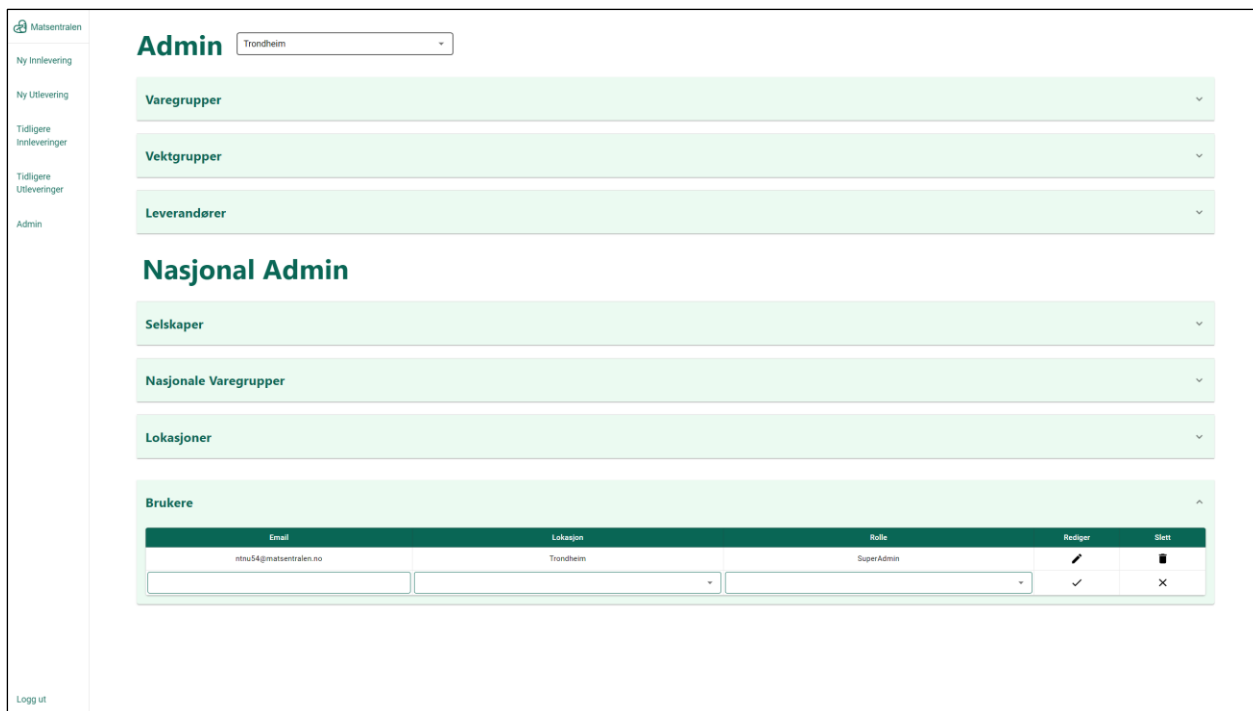 Matsentralen
Ny Innlevering
Ny Utlevering
Tidligere
Innleveringer
Tidligere
Utleveringer
Admin
Logg ut
Admin Trondheim
Varegrupper
Vektgrupper
Leverandører
Nasjonal Admin
Selskaper
Nasjonale Varegrupper
Lokasjoner
Brukere
Email Lokasjon Rolle Rediger Slett
ntnu54@matsentralen.no Trondheim SuperAdmin